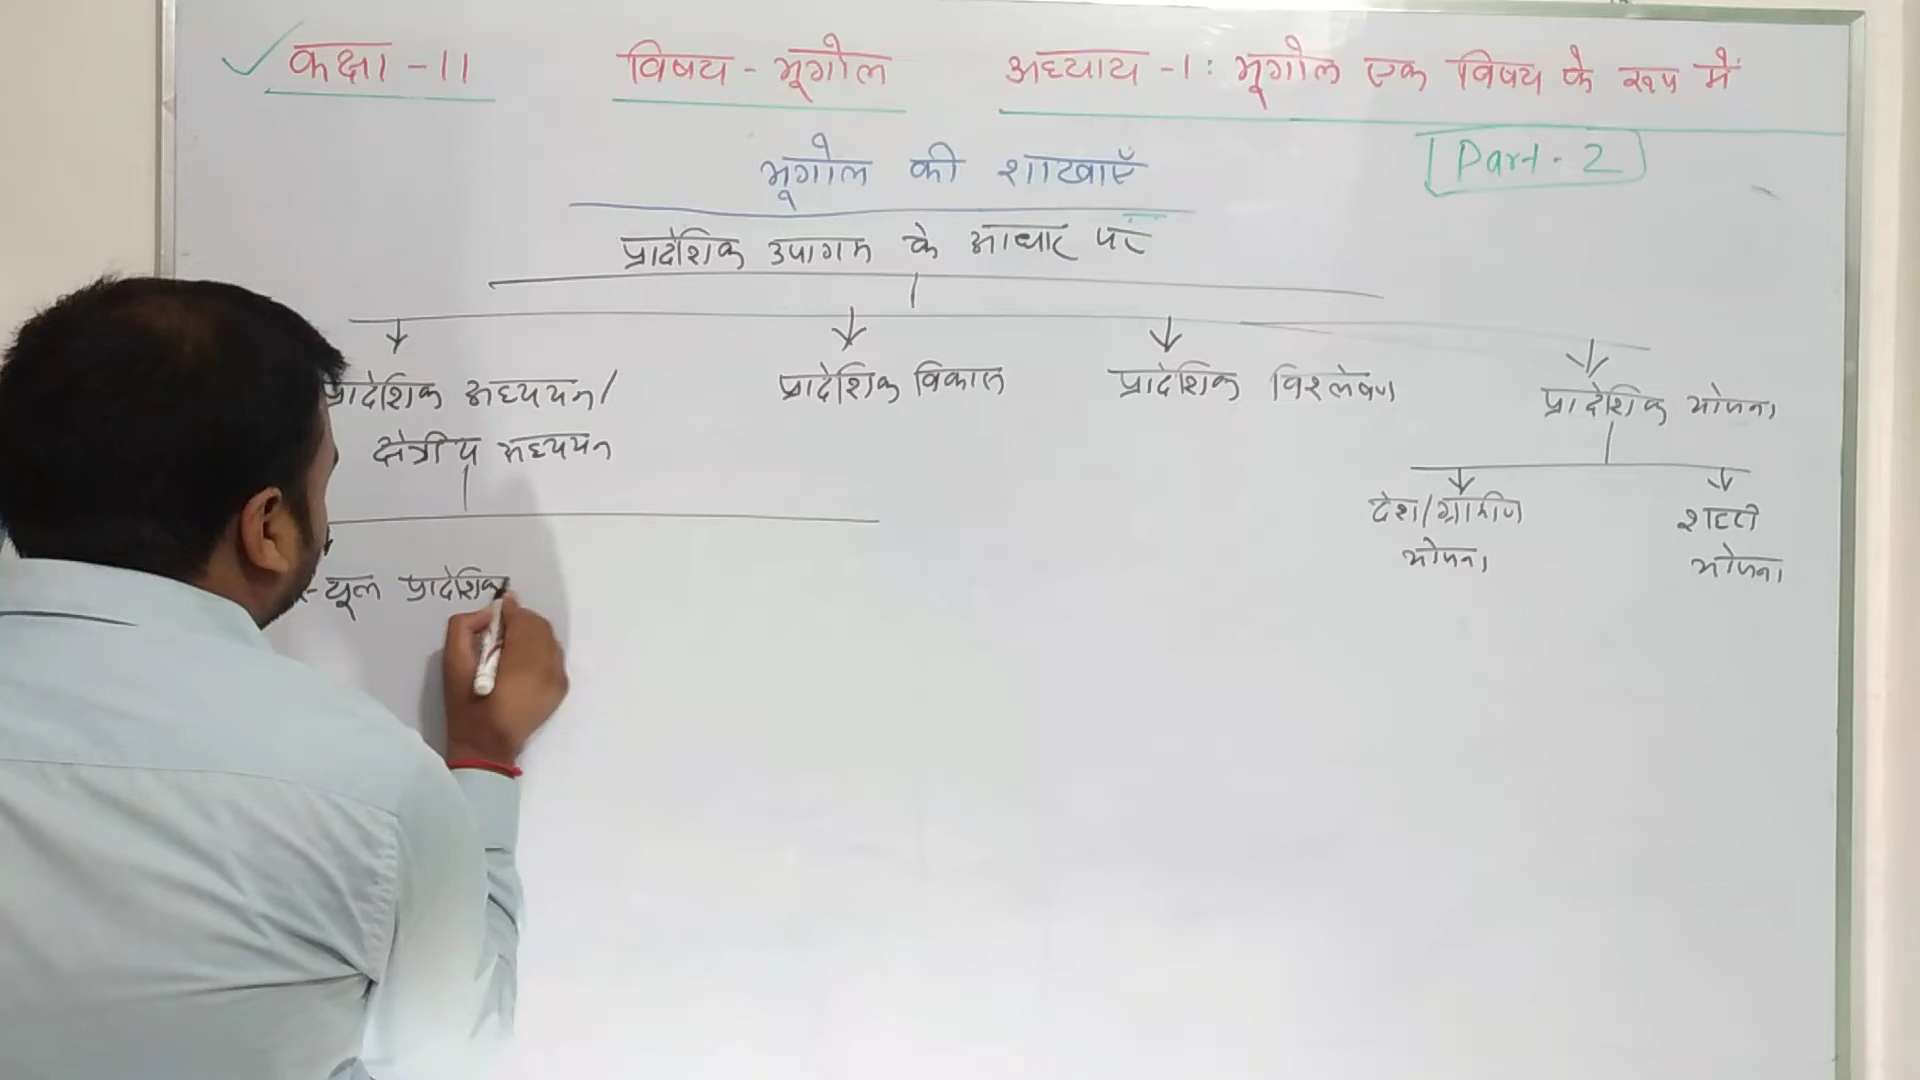 कक्षा -11 विषय - भूगोल अध्याय -1: भूगोल एक विषय के रूप में
Part - 2
भूगोल की शाखाएँ
प्रादेशिक उपागम के आधार पर
प्रादेशिक अध्ययन/ प्रादेशिक विकास प्रादेशिक विश्लेषण प्रादेशिक योजना
क्षेत्रीय अध्ययन
देश/ग्रामीण शहरी
योजना योजना
प्रादेशिक